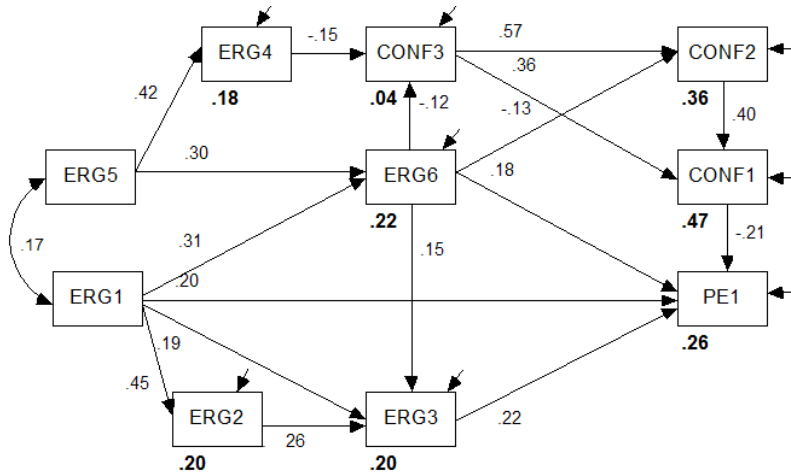 ERG4 -.15 CONF3 .57 CONF2
.18 .04 .36 .36
.42 -.12 -.13 .40
.30
ERG5 ERG6 .18 CONF1
.22 .47
.17 .31 .15 -.21
.20
ERG1 PE1
.19 .26
.45
ERG2 26 ERG3 .22
.20 .20